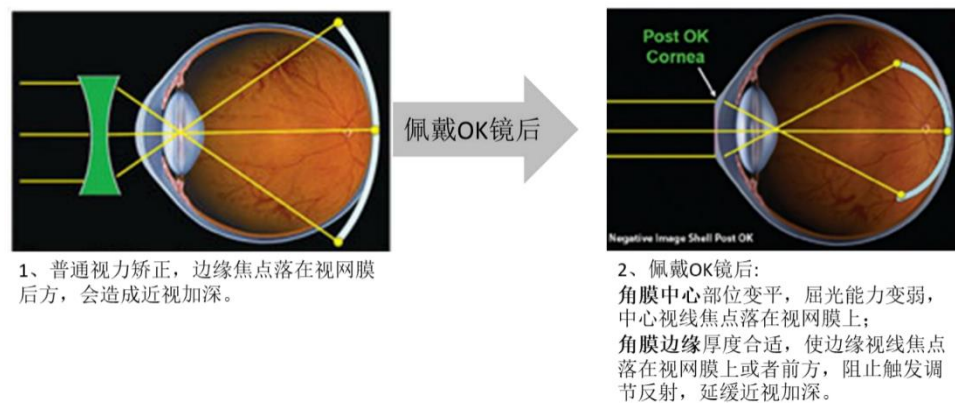 Post OK
Cornea
佩戴OK镜后
Negative Image Shell Post OK
1、普通视力矫正，边缘焦点落在视网膜
后方，会造成近视加深。
2、佩戴OK镜后:
角膜中心部位变平，屈光能力变弱，
中心视线焦点落在视网膜上；
角膜边缘厚度合适，使边缘视线焦点
落在视网膜上或者前方，阻止触发调
节反射，延缓近视加深。